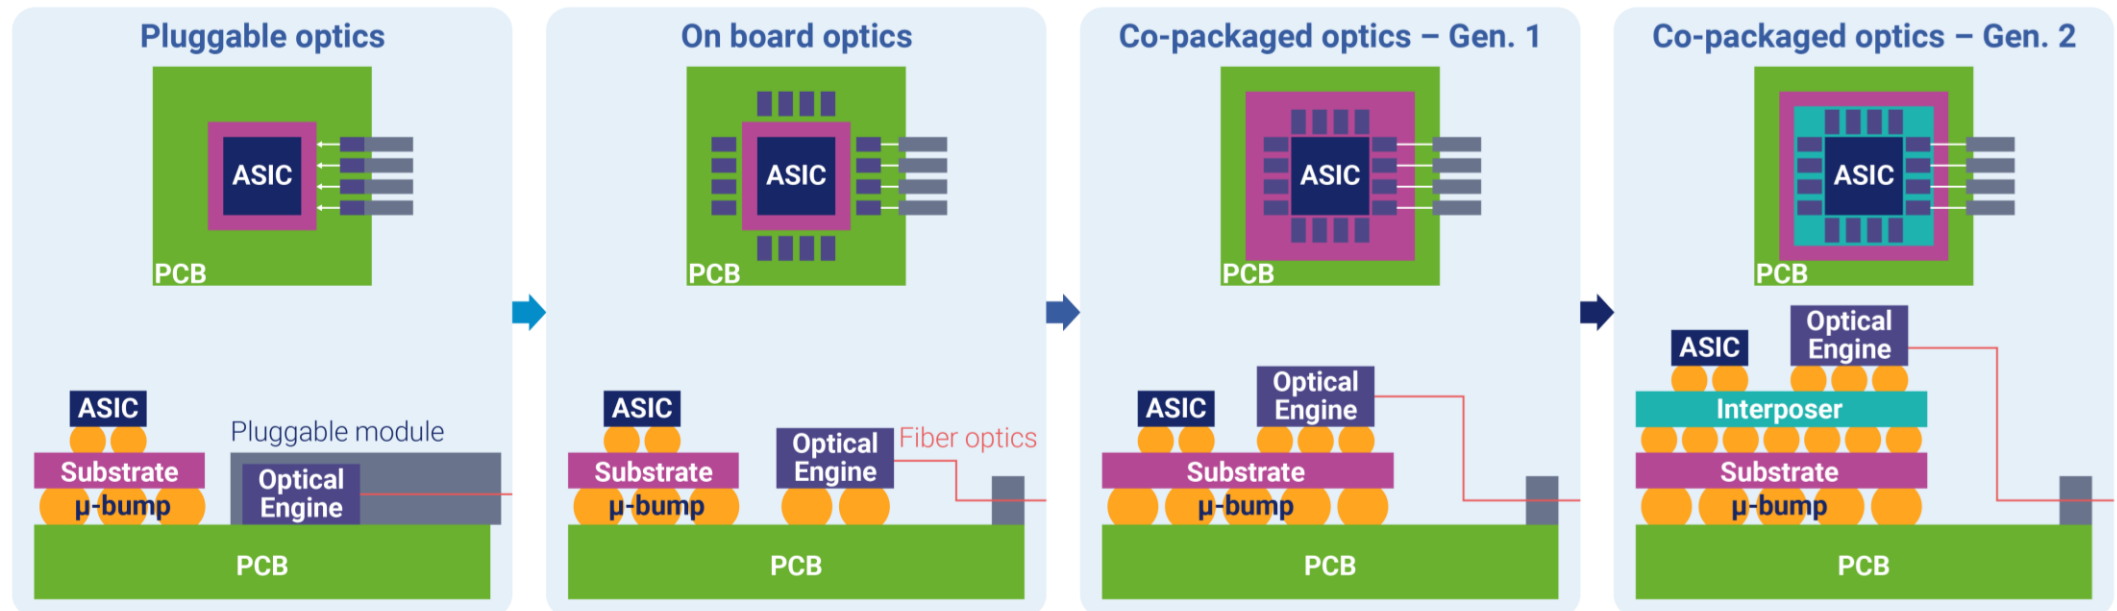 Pluggable optics
ASIC
PCB
ASIC
Pluggable module
Substrate
Optical
Engine
μ-bump
PCB
On board optics
ASIC
PCB
ASIC
Optical
Engine
Fiber optics
Substrate
μ-bump
PCB
Co-packaged optics – Gen. 1
ASIC
PCB
Optical
Engine
ASIC
Substrate
μ-bump
PCB
Co-packaged optics – Gen. 2
ASIC
PCB
Optical
Engine
ASIC
Interposer
Substrate
μ-bump
PCB